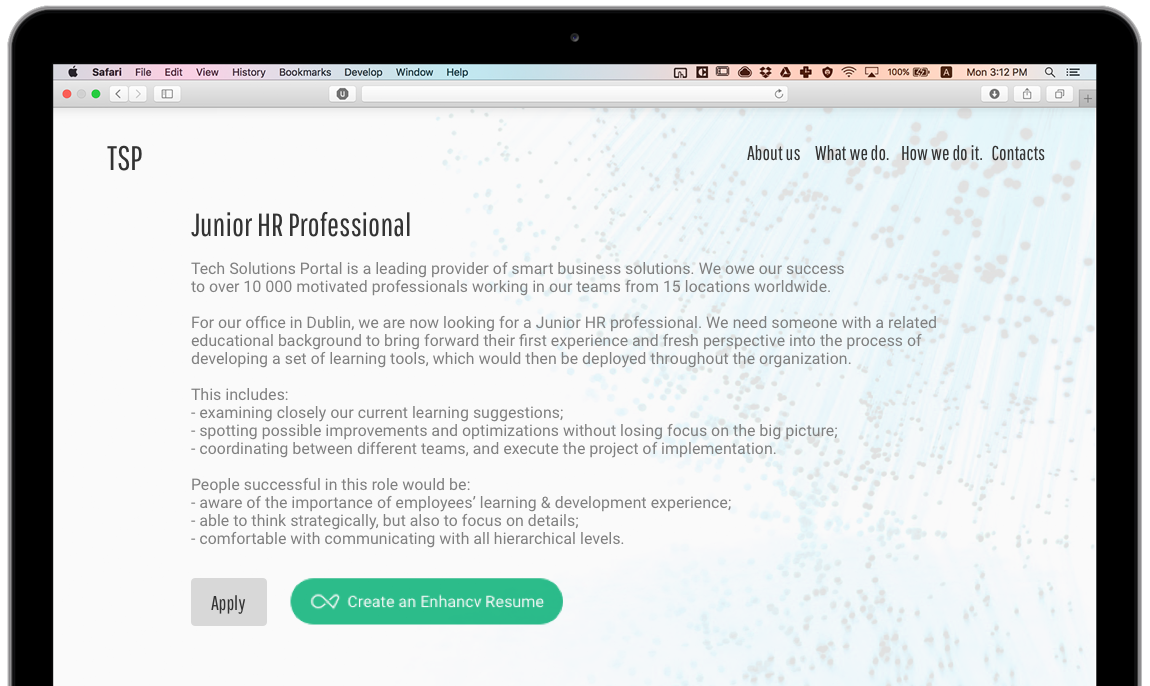 Safari File Edit View History Bookmarks Develop Window Help 100% A Mon 3:12 PM
U
TSP
About us What we do. How we do it. Contacts
Junior HR Professional
Tech Solutions Portal is a leading provider of smart business solutions. We owe our success
to over 10 000 motivated professionals working in our teams from 15 locations worldwide.
For our office in Dublin, we are now looking for a Junior HR professional. We need someone with a related
educational background to bring forward their first experience and fresh perspective into the process of
developing a set of learning tools, which would then be deployed throughout the organization.
This includes:
- examining closely our current learning suggestions;
- spotting possible improvements and optimizations without losing focus on the big picture;
- coordinating between different teams, and execute the project of implementation.
People successful in this role would be:
- aware of the importance of employees’ learning & development experience;
- able to think strategically, but also to focus on details;
- comfortable with communicating with all hierarchical levels.
Apply
Create an Enhancv Resume